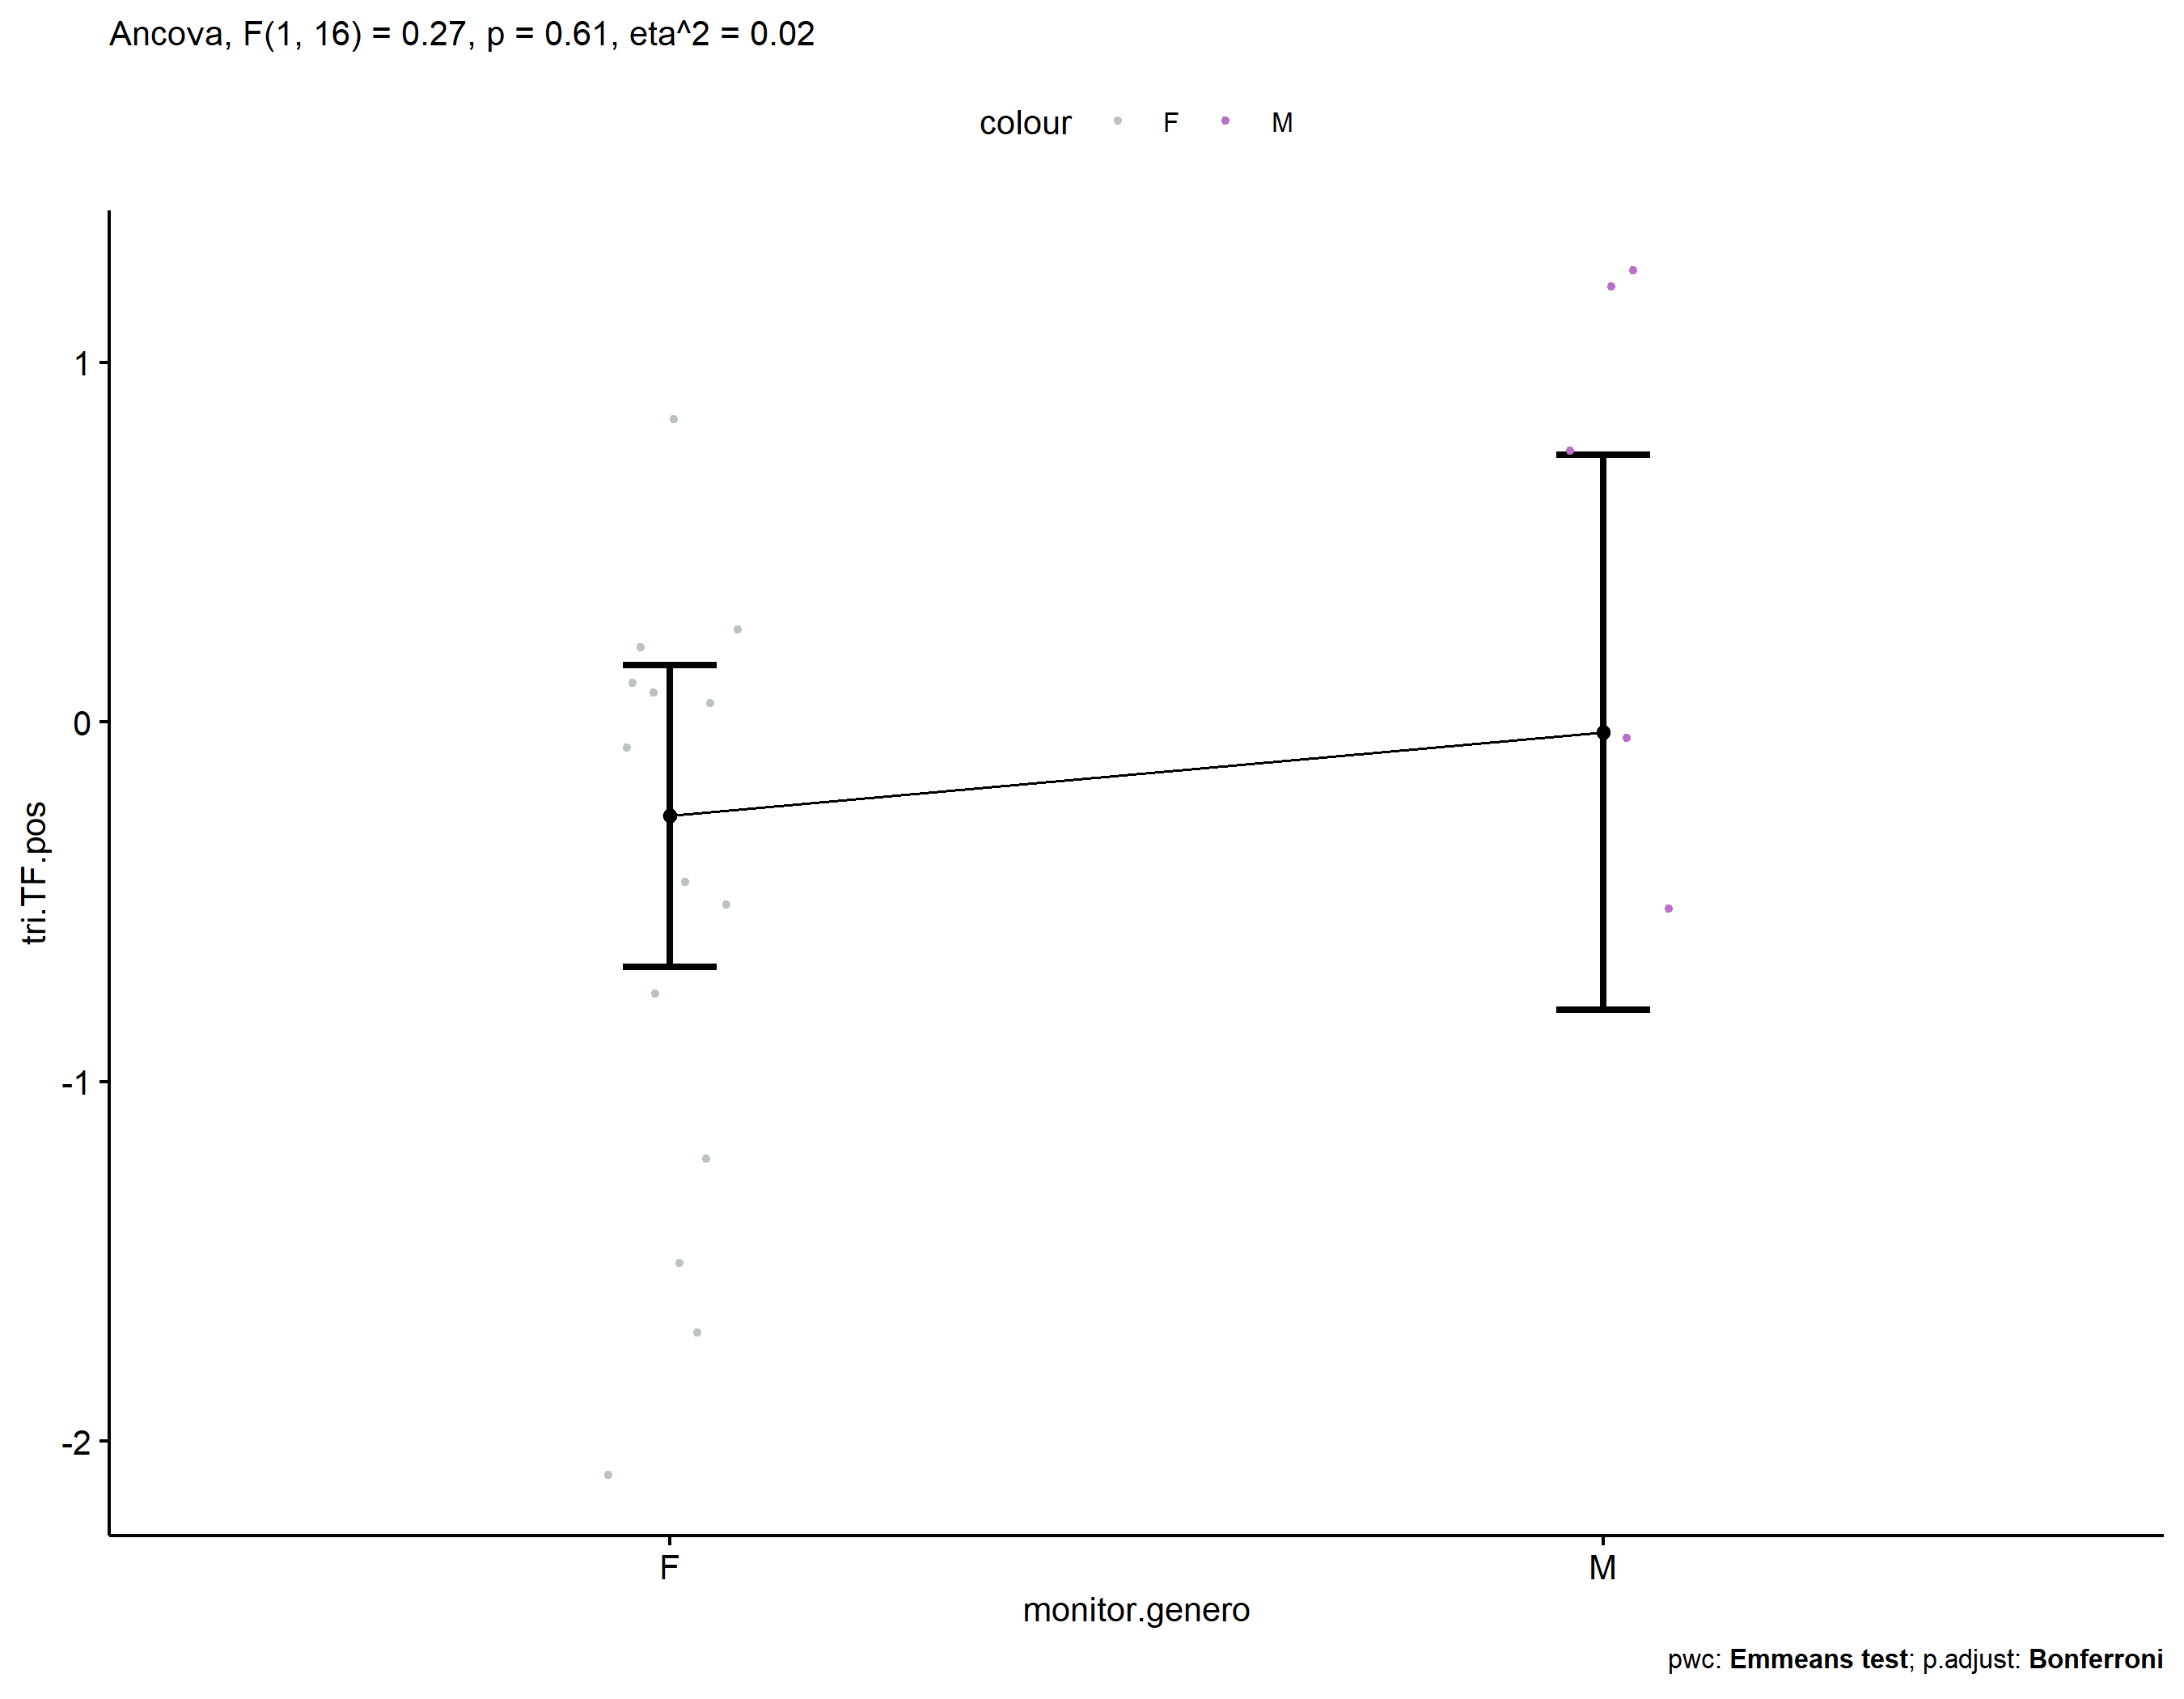 Ancova, F(1, 16) = 0.27, p = 0.61, eta^2 = 0.02
colour F M
1
0
-1
-2
tri.TF.pos
F M
monitor.genero
pwc: Emmeans test; p.adjust: Bonferroni